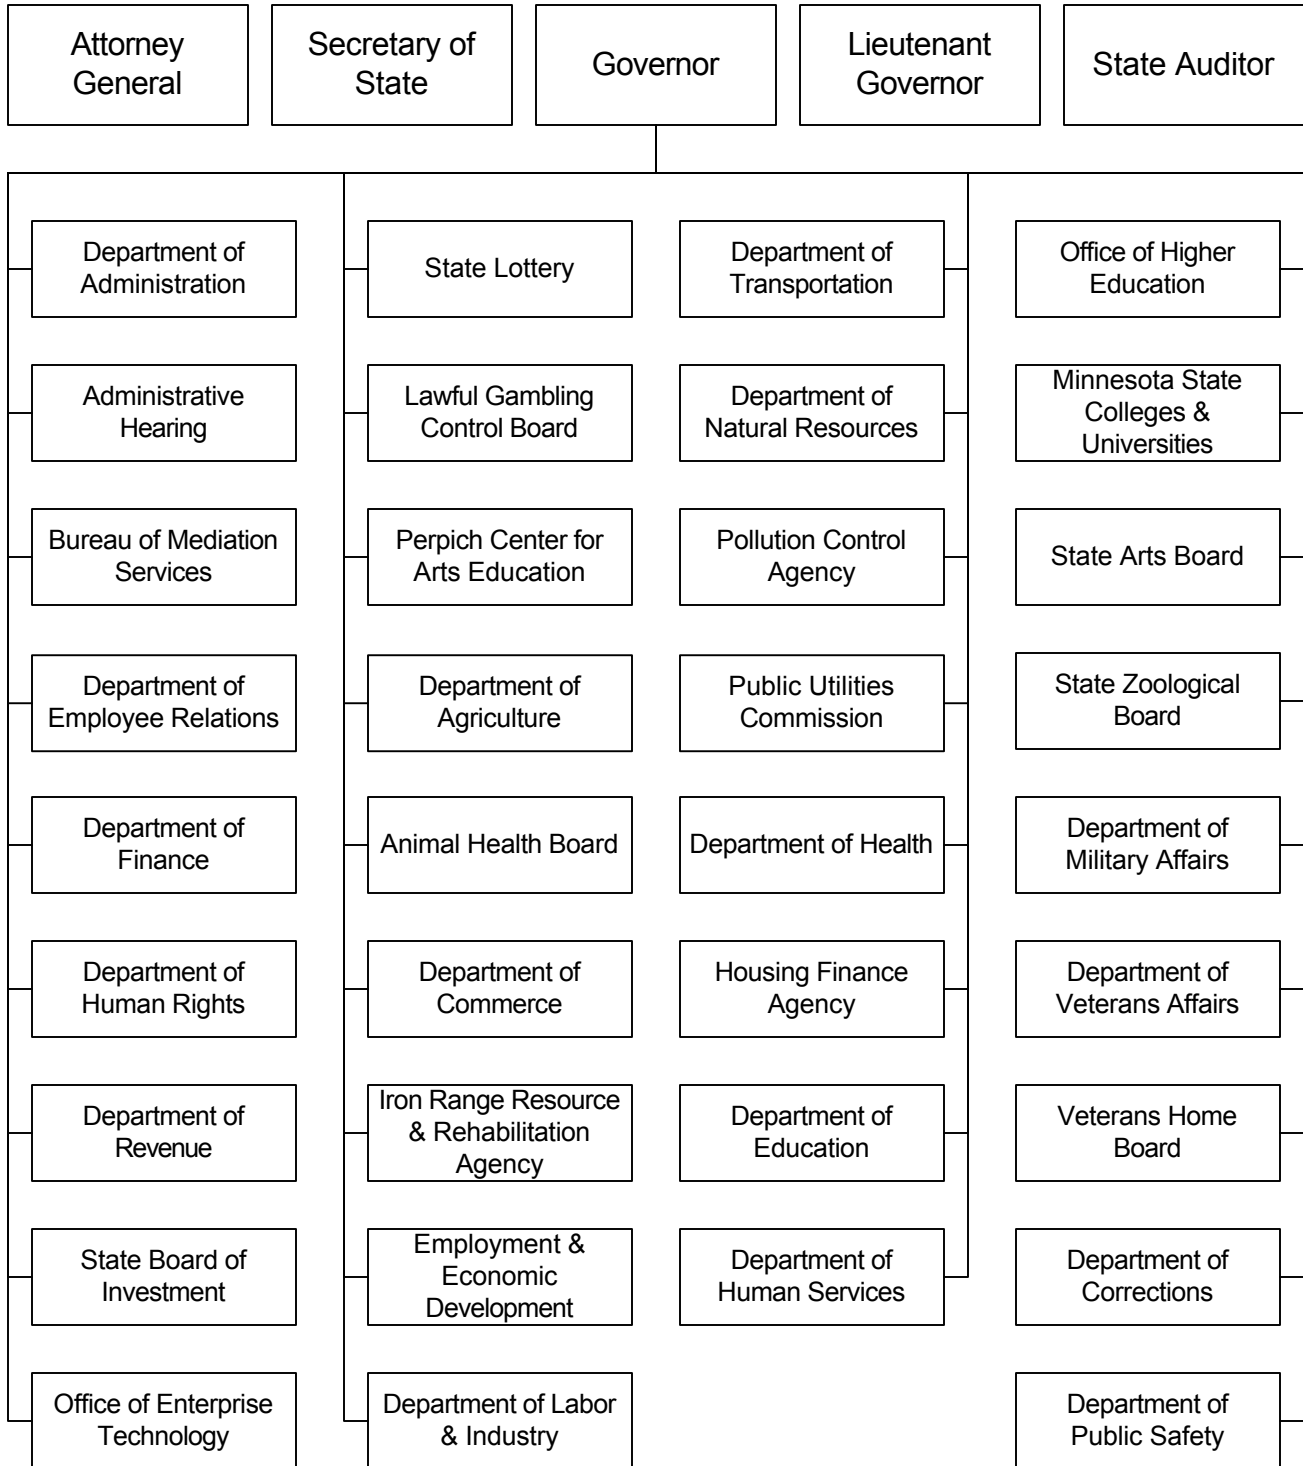 Attorney
General
Secretary of
State
Governor
Lieutenant
Governor
State Auditor
Department of
Administration
State Lottery
Department of
Transportation
Office of Higher
Education
Administrative
Hearing
Lawful Gambling
Control Board
Department of
Natural Resources
Minnesota State
Colleges &
Universities
Bureau of Mediation
Services
Perpich Center for
Arts Education
Pollution Control
Agency
State Arts Board
Department of
Employee Relations
Department of
Agriculture
Public Utilities
Commission
State Zoological
Board
Department of
Finance
Animal Health Board
Department of Health
Department of
Military Affairs
Department of
Human Rights
Department of
Commerce
Housing Finance
Agency
Department of
Veterans Affairs
Department of
Revenue
Iron Range Resource
& Rehabilitation
Agency
Department of
Education
Veterans Home
Board
State Board of
Investment
Employment &
Economic
Development
Department of
Human Services
Department of
Corrections
Office of Enterprise
Technology
Department of Labor
& Industry
Department of
Public Safety